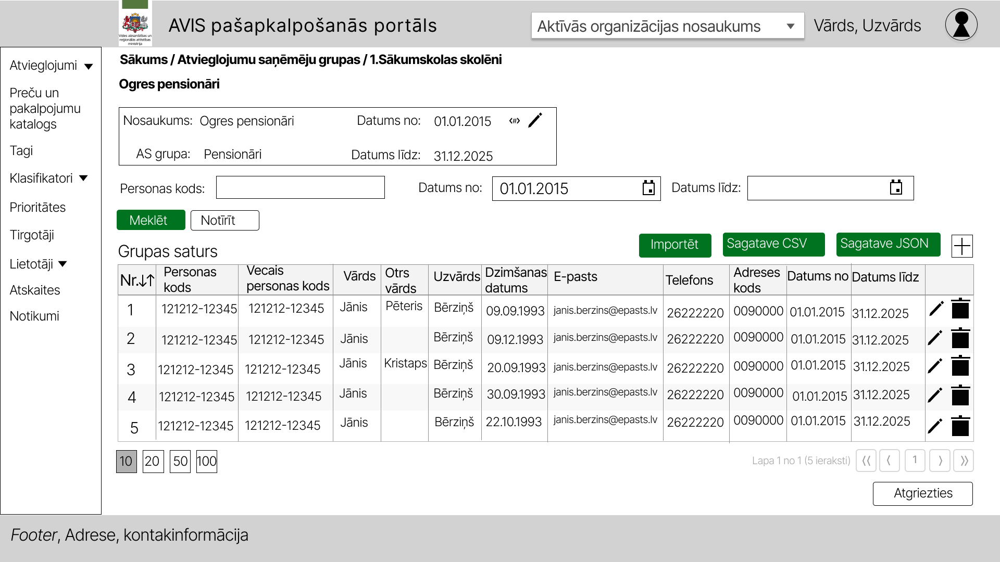 Vides aizsardzības un
reģionālās attīstības
ministrija
AVIS pašapkalpošanās portāls
Aktīvās organizācijas nosaukums
Vārds, Uzvārds
Atvieglojumi
Preču un
pakalpojumu
katalogs
Tagi
Klasifikatori
Prioritātes
Tirgotāji
Lietotāji
Atskaites
Notikumi
Sākums / Atvieglojumu saņēmēju grupas / 1.Sākumskolas skolēni
Ogres pensionāri
Nosaukums: Ogres pensionāri Datums no: 01.01.2015 <#>
AS grupa: Pensionāri Datums līdz: 31.12.2025
Personas kods: Datums no: 01.01.2015 Datums līdz:
Meklēt Notīrīt
Grupas saturs Importēt Sagatave CSV Sagatave JSON
Nr.↓↑ Personas kods Vecais personas kods Vārds Otrs vārds Uzvārds Dzimšanas datums E-pasts Telefons Adreses kods Datums no Datums līdz
1 121212-12345 121212-12345 Jānis Pēteris Bērziņš 09.09.1993 janis.berzins@epasts.lv 26222220 0090000 01.01.2015 31.12.2025
2 121212-12345 121212-12345 Jānis Bērziņš 09.12.1993 janis.berzins@epasts.lv 26222220 0090000 01.01.2015 31.12.2025
3 121212-12345 121212-12345 Jānis Kristaps Bērziņš 20.09.1993 janis.berzins@epasts.lv 26222220 0090000 01.01.2015 31.12.2025
4 121212-12345 121212-12345 Jānis Bērziņš 30.09.1993 janis.berzins@epasts.lv 26222220 0090000 01.01.2015 31.12.2025
5 121212-12345 121212-12345 Jānis Bērziņš 22.10.1993 janis.berzins@epasts.lv 26222220 0090000 01.01.2015 31.12.2025
10 20 50 100 Lapa 1 no 1 (5 ieraksti) ⟨⟨ ⟨ 1 ⟩ ⟩⟩
Atgriezties
Footer, Adrese, kontakinformācija